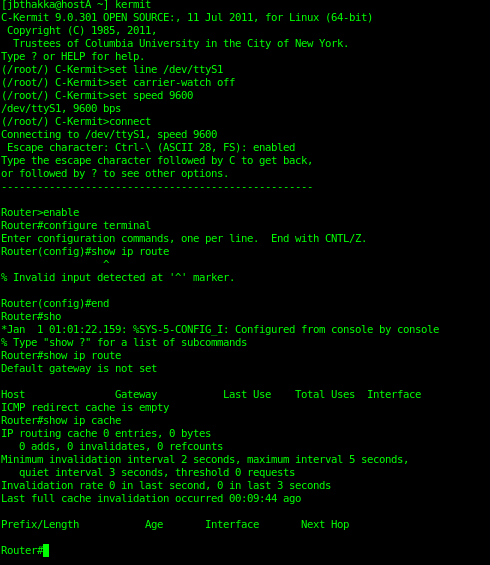 [jbthakka@hostA ~] kermit
C-Kermit 9.0.301 OPEN SOURCE:, 11 Jul 2011, for Linux (64-bit)
 Copyright (C) 1985, 2011,
  Trustees of Columbia University in the City of New York.
Type ? or HELP for help.
(/root/) C-Kermit>set line /dev/ttyS1
(/root/) C-Kermit>set carrier-watch off
(/root/) C-Kermit>set speed 9600
/dev/ttyS1, 9600 bps
(/root/) C-Kermit>connect
Connecting to /dev/ttyS1, speed 9600
 Escape character: Ctrl-\ (ASCII 28, FS): enabled
Type the escape character followed by C to get back,
or followed by ? to see other options.
----------------------------------------------------

Router>enable
Router#configure terminal
Enter configuration commands, one per line.  End with CNTL/Z.
Router(config)#show ip route
                 ^
% Invalid input detected at '^' marker.

Router(config)#end
Router#sho
*Jan  1 01:01:22.159: %SYS-5-CONFIG_I: Configured from console by console
% Type "show ?" for a list of subcommands
Router#show ip route
Default gateway is not set

Host               Gateway           Last Use    Total Uses  Interface
ICMP redirect cache is empty
Router#show ip cache
IP routing cache 0 entries, 0 bytes
   0 adds, 0 invalidates, 0 refcounts
Minimum invalidation interval 2 seconds, maximum interval 5 seconds,
   quiet interval 3 seconds, threshold 0 requests
Invalidation rate 0 in last second, 0 in last 3 seconds
Last full cache invalidation occurred 00:09:44 ago

Prefix/Length           Age       Interface       Next Hop

Router#